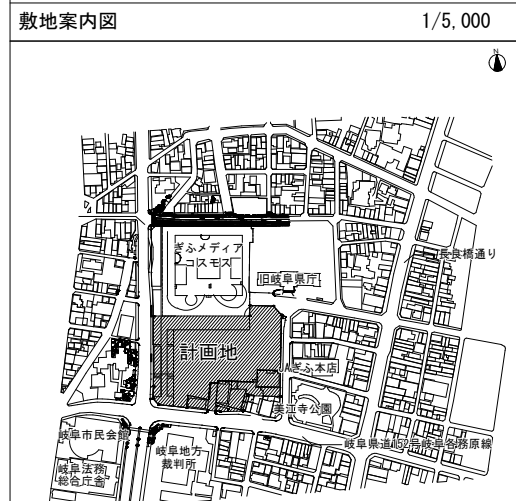 敷地案内図 1/5,000
ぎふメディア
コスモス
長良橋通り
旧岐阜県庁
計画地
JAぎふ本店
美江寺公園
岐阜市民会館
岐阜県道152号岐阜各務原線
岐阜地方
裁判所
岐阜法務
総合庁舎